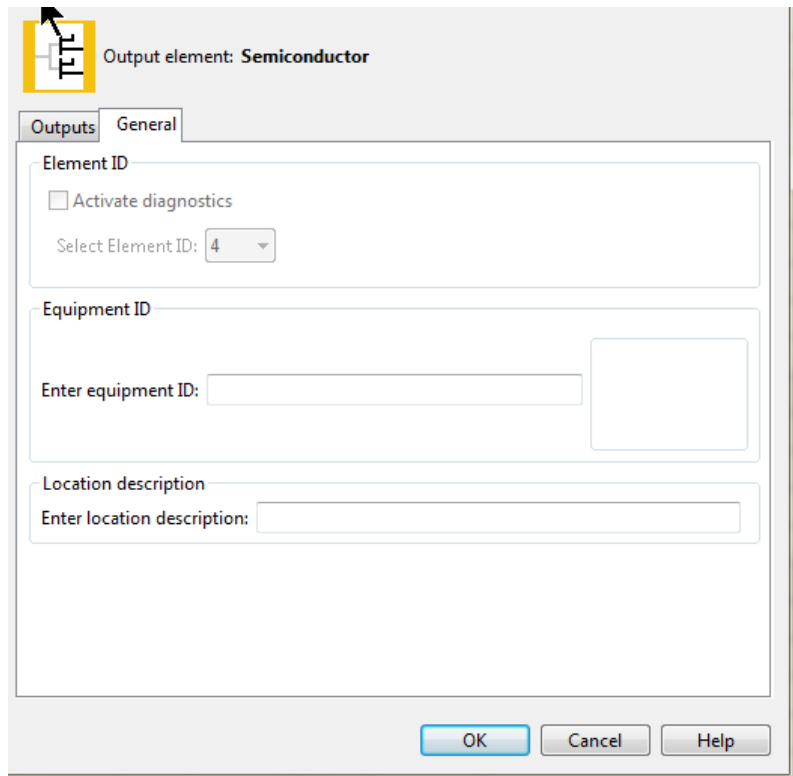 Output element: Semiconductor
Outputs General
Element ID
Activate diagnostics
Select Element ID: 4
Equipment ID
Enter equipment ID:
Location description
Enter location description:
OK Cancel Help